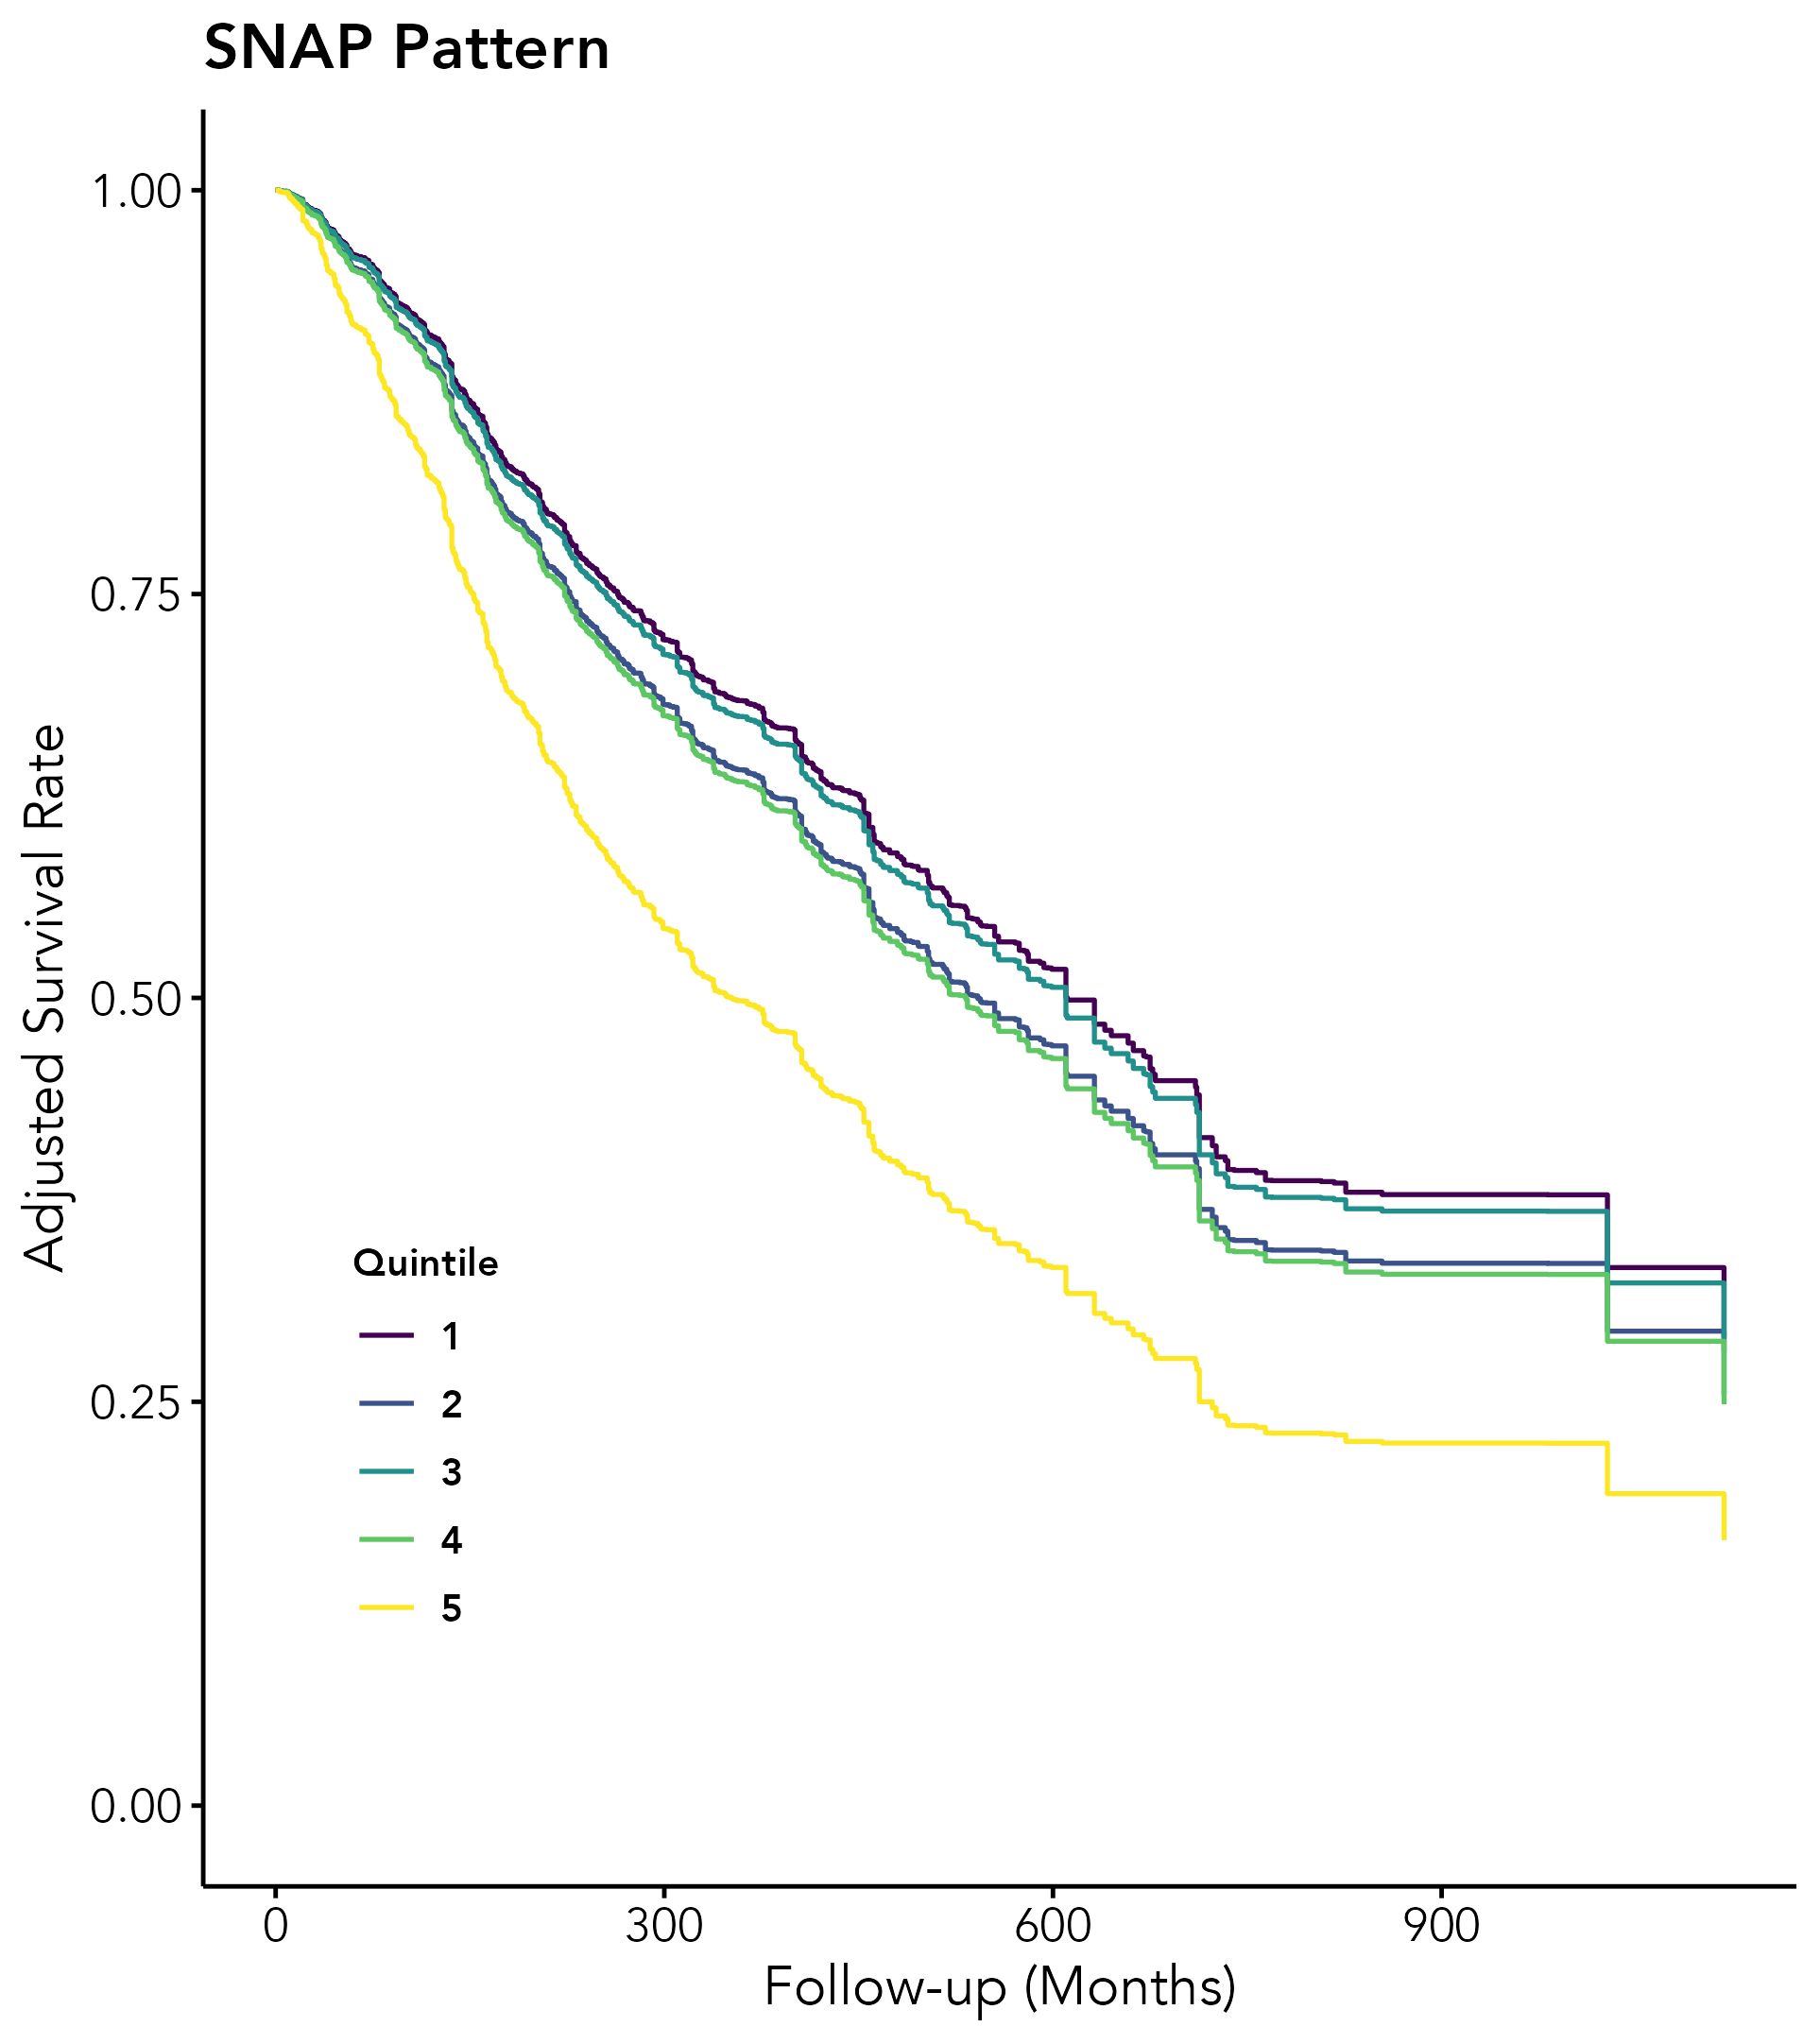 SNAP Pattern
Adjusted Survival Rate
1.00
0.75
0.50
0.25
0.00
Quintile
1
2
3
4
5
0 300 600 900
Follow-up (Months)